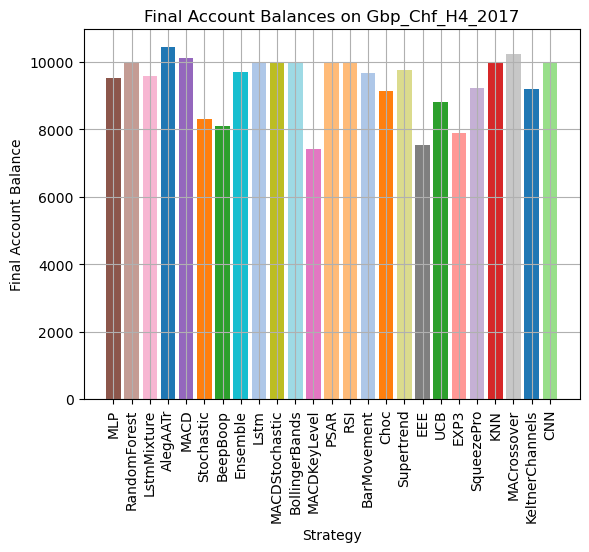 Final Account Balances on Gbp_Chf_H4_2017
Final Account Balance
10000
8000
6000
4000
2000
0
MLP
RandomForest
LstmMixture
AlegAATr
MACD
Stochastic
BeepBoop
Ensemble
Lstm
MACDStochastic
BollingerBands
MACDKeyLevel
PSAR
RSI
BarMovement
Choc
Supertrend
EEE
UCB
EXP3
SqueezePro
KNN
MACrossover
KeltnerChannels
CNN
Strategy